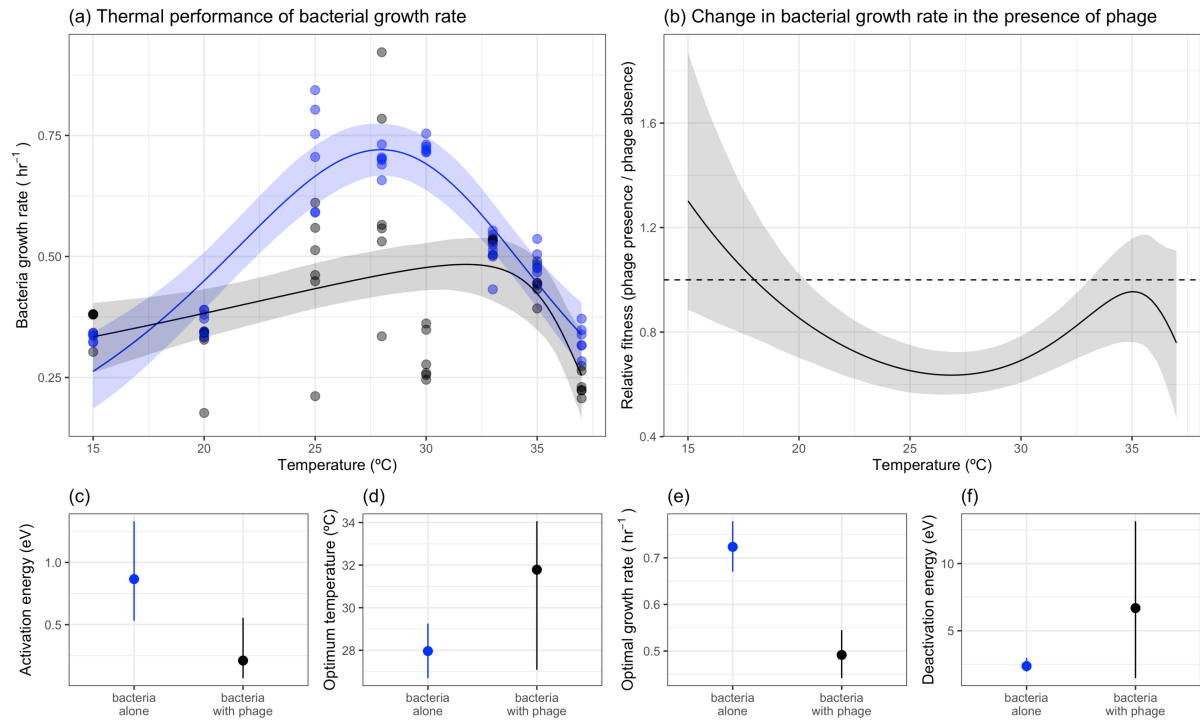 (a) Thermal performance of bacterial growth rate
Bacteria growth rate ( hr⁻¹ )
0.75
0.50
0.25
15
20
25
30
35
Temperature (ºC)
(b) Change in bacterial growth rate in the presence of phage
Relative fitness (phage presence / phage absence)
1.6
1.2
0.8
0.4
15
20
25
30
35
Temperature (ºC)
(c)
Activation energy (eV)
1.0
0.5
bacteria
alone
bacteria
with phage
(d)
Optimum temperature (ºC)
34
32
30
28
bacteria
alone
bacteria
with phage
(e)
Optimal growth rate ( hr⁻¹ )
0.7
0.6
0.5
bacteria
alone
bacteria
with phage
(f)
Deactivation energy (eV)
10
5
bacteria
alone
bacteria
with phage